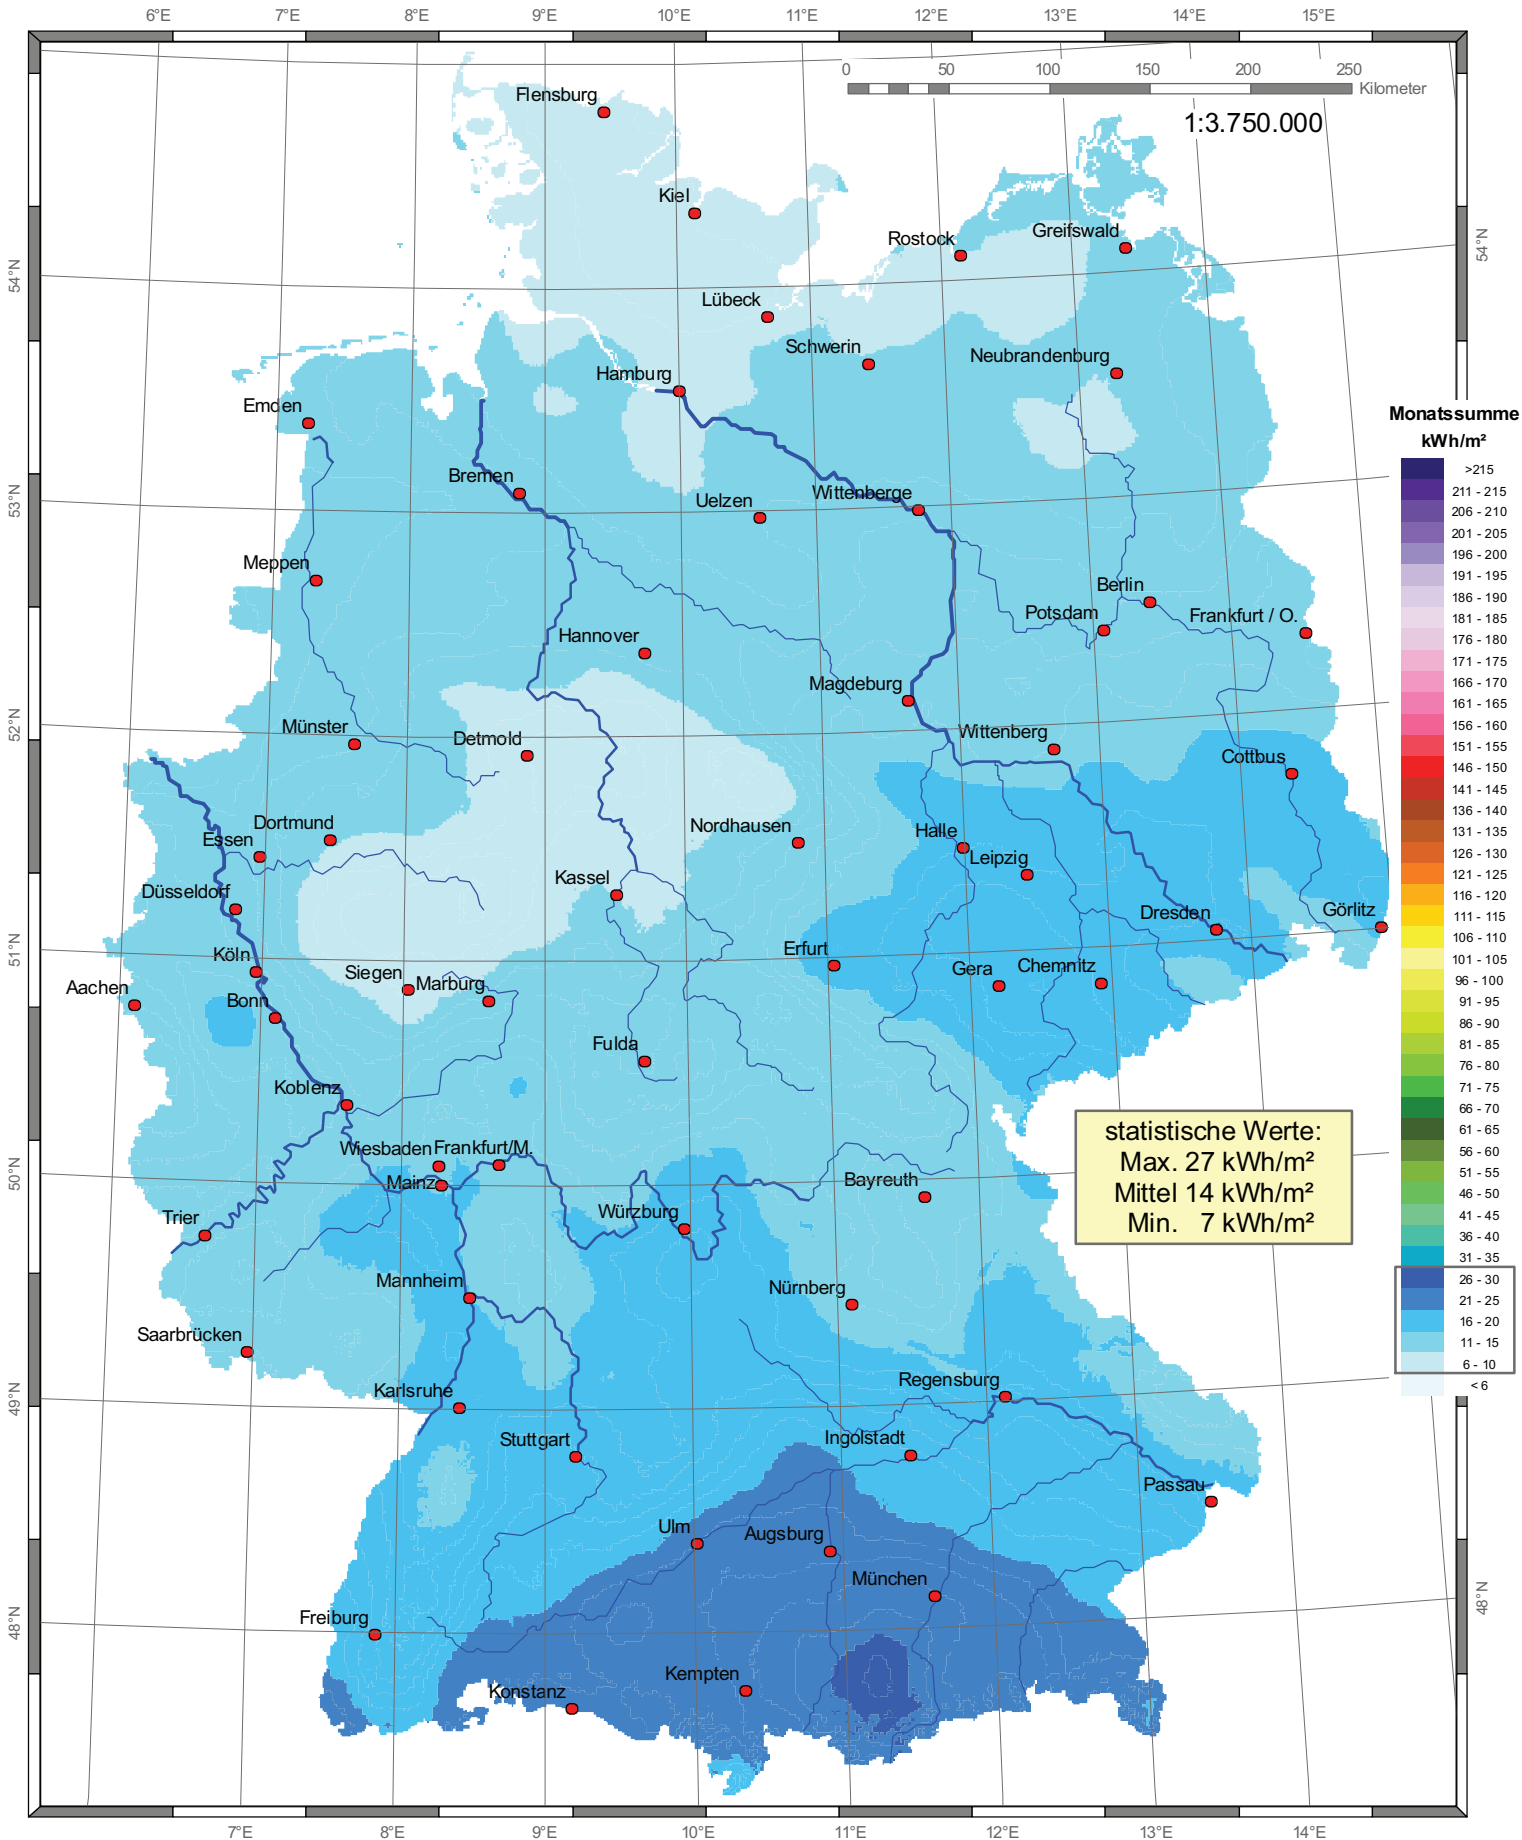 6°E 7°E 8°E 9°E 10°E 11°E 12°E 13°E 14°E 15°E
0 50 100 150 200 250 Kilometer
1:3.750.000
Flensburg
Kiel
Rostock
Greifswald
54°N
54°N
Lübeck
Schwerin
Neubrandenburg
Hamburg
Emden
Bremen
Wittenberge
53°N
Uelzen
Meppen
Berlin
Potsdam
Frankfurt / O.
Hannover
Magdeburg
52°N
Münster
Detmold
Wittenberg
Cottbus
Dortmund
Nordhausen
Halle
Essen
Leipzig
Kassel
Düsseldorf
Dresden
Görlitz
51°N
Köln
Erfurt
Siegen
Gera
Chemnitz
Aachen
Marburg
Bonn
Fulda
Koblenz
Wiesbaden
Frankfurt/M.
50°N
Mainz
Bayreuth
Trier
Würzburg
Mannheim
Nürnberg
Saarbrücken
Regensburg
49°N
Karlsruhe
Stuttgart
Ingolstadt
Passau
Ulm
Augsburg
München
48°N
48°N
Freiburg
Kempten
Konstanz
7°E 8°E 9°E 10°E 11°E 12°E 13°E 14°E
statistische Werte:
Max. 27 kWh/m²
Mittel 14 kWh/m²
Min. 7 kWh/m²
Monatssumme
kWh/m²
>215
211 - 215
206 - 210
201 - 205
196 - 200
191 - 195
186 - 190
181 - 185
176 - 180
171 - 175
166 - 170
161 - 165
156 - 160
151 - 155
146 - 150
141 - 145
136 - 140
131 - 135
126 - 130
121 - 125
116 - 120
111 - 115
106 - 110
101 - 105
96 - 100
91 - 95
86 - 90
81 - 85
76 - 80
71 - 75
66 - 70
61 - 65
56 - 60
51 - 55
46 - 50
41 - 45
36 - 40
31 - 35
26 - 30
21 - 25
16 - 20
11 - 15
6 - 10
< 6